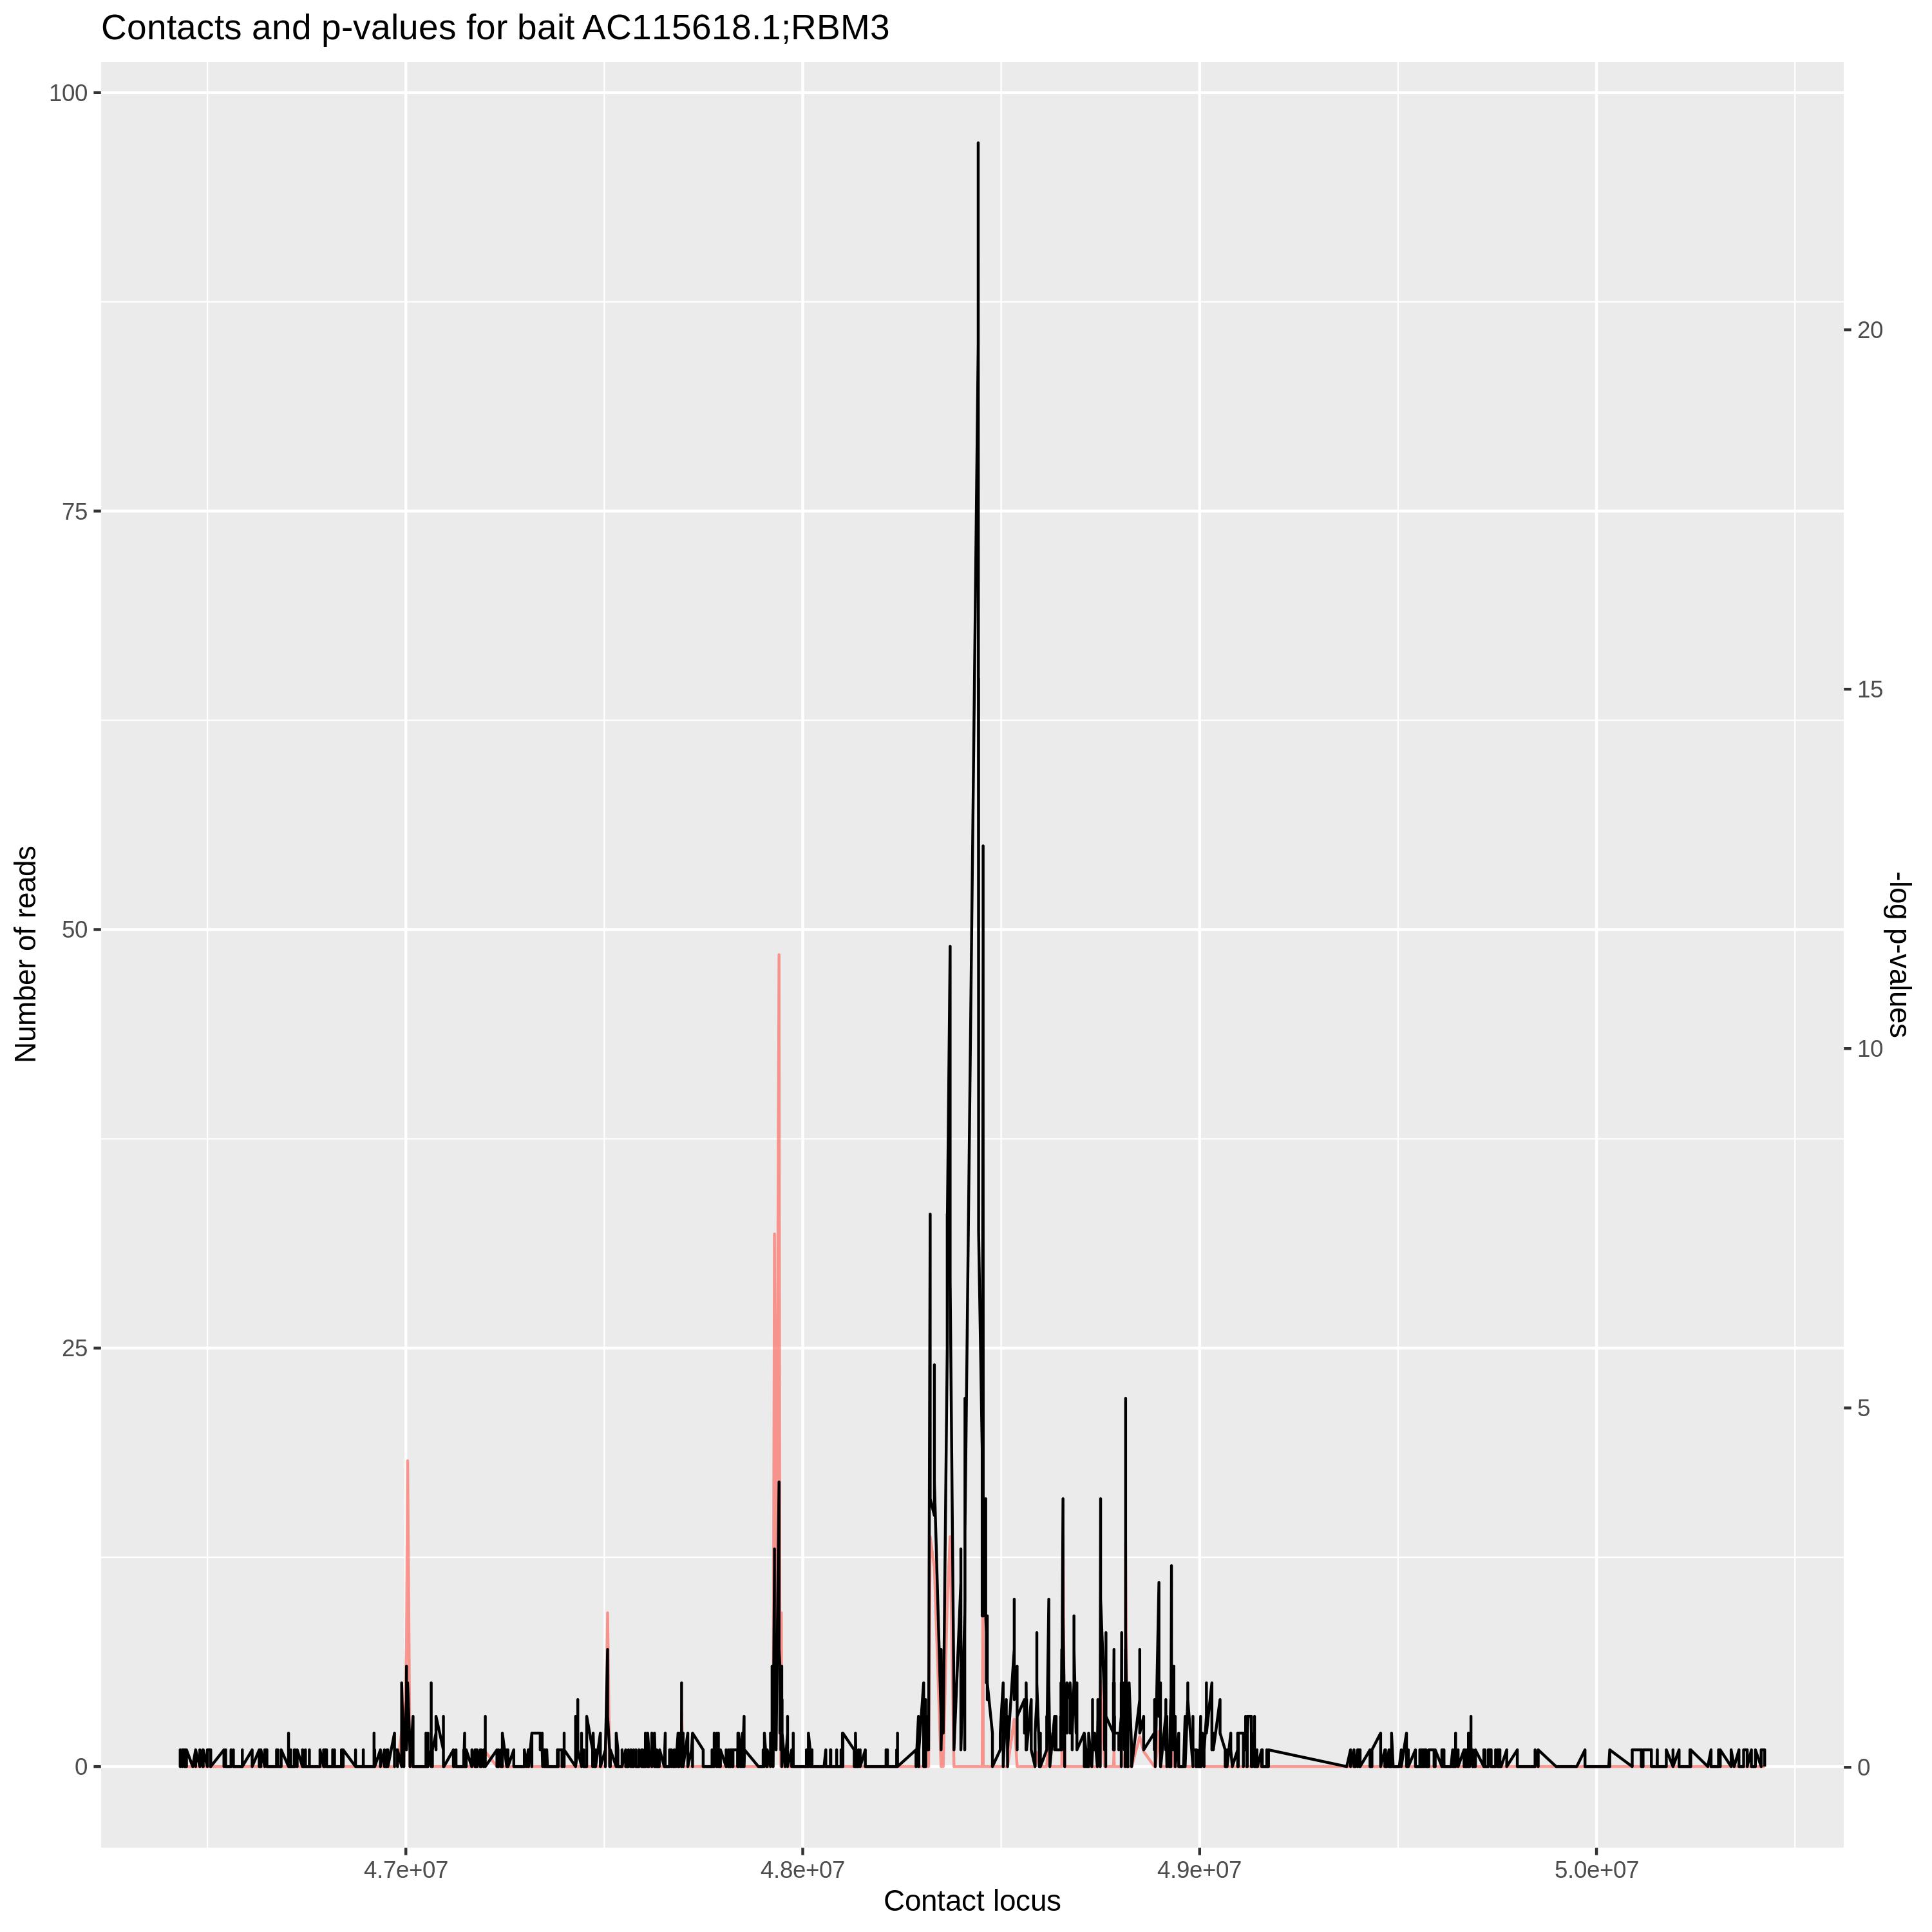 Contacts and p-values for bait AC115618.1;RBM3
100
75
50
25
0
Number of reads
20
15
10
5
0
-log p-values
4.7e+07
4.8e+07
4.9e+07
5.0e+07
Contact locus